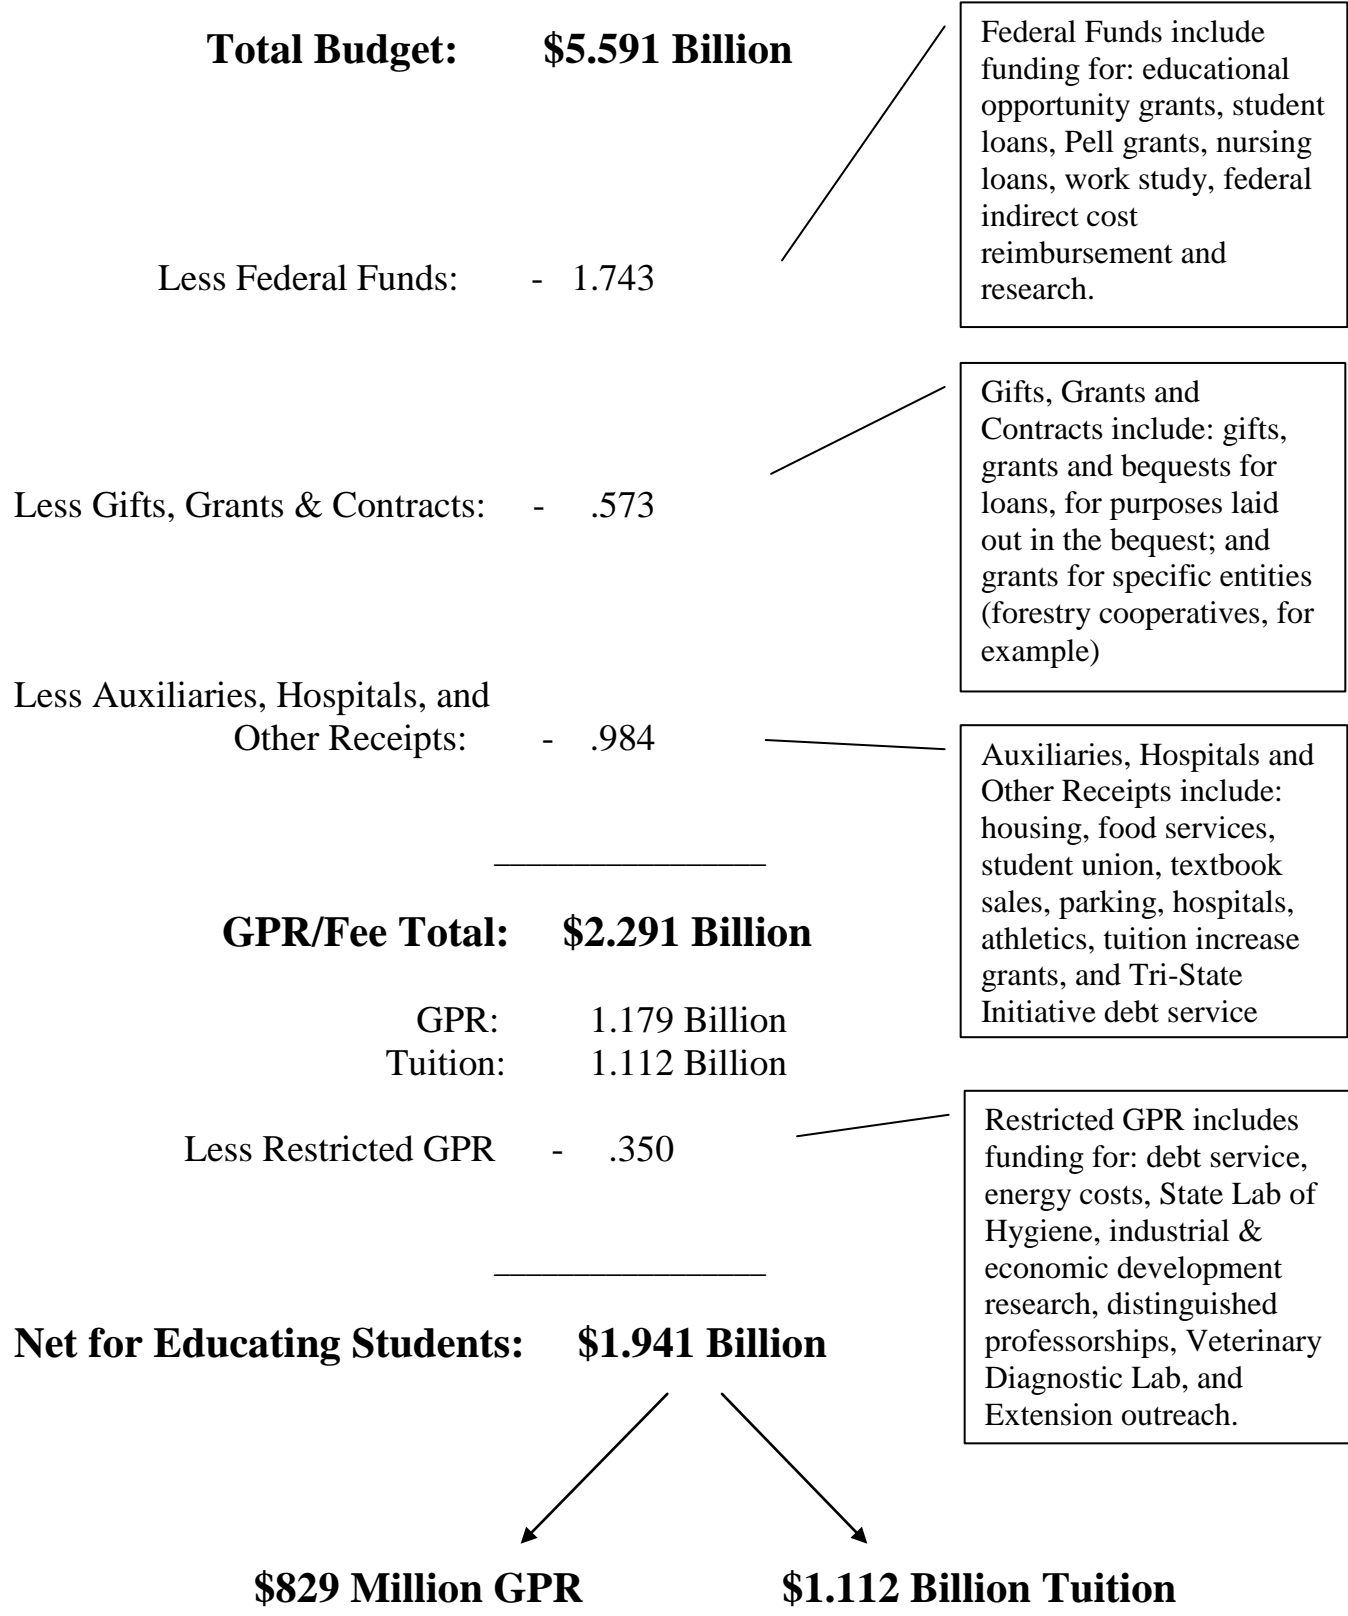 Total Budget: $5.591 Billion
Federal Funds include
funding for: educational
opportunity grants, student
loans, Pell grants, nursing
loans, work study, federal
indirect cost
reimbursement and
research.
Less Federal Funds: - 1.743
Gifts, Grants and
Contracts include: gifts,
grants and bequests for
loans, for purposes laid
out in the bequest; and
grants for specific entities
(forestry cooperatives, for
example)
Less Gifts, Grants & Contracts: - .573
Less Auxiliaries, Hospitals, and
Other Receipts: - .984
Auxiliaries, Hospitals and
Other Receipts include:
housing, food services,
student union, textbook
sales, parking, hospitals,
athletics, tuition increase
grants, and Tri-State
Initiative debt service
GPR/Fee Total: $2.291 Billion
GPR: 1.179 Billion
Tuition: 1.112 Billion
Less Restricted GPR - .350
Restricted GPR includes
funding for: debt service,
energy costs, State Lab of
Hygiene, industrial &
economic development
research, distinguished
professorships, Veterinary
Diagnostic Lab, and
Extension outreach.
Net for Educating Students: $1.941 Billion
$829 Million GPR
$1.112 Billion Tuition